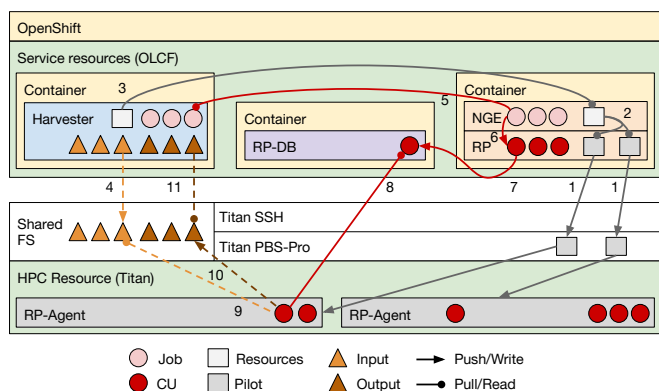 OpenShift
Service resources (OLCF)
Container
3
Harvester
Container
RP-DB
5
Container
NGE
2
RP
6
4
11
8
7
1
1
Shared
FS
Titan SSH
Titan PBS-Pro
HPC Resource (Titan)
10
RP-Agent
9
RP-Agent
Job
Resources
Input
Push/Write
CU
Pilot
Output
Pull/Read